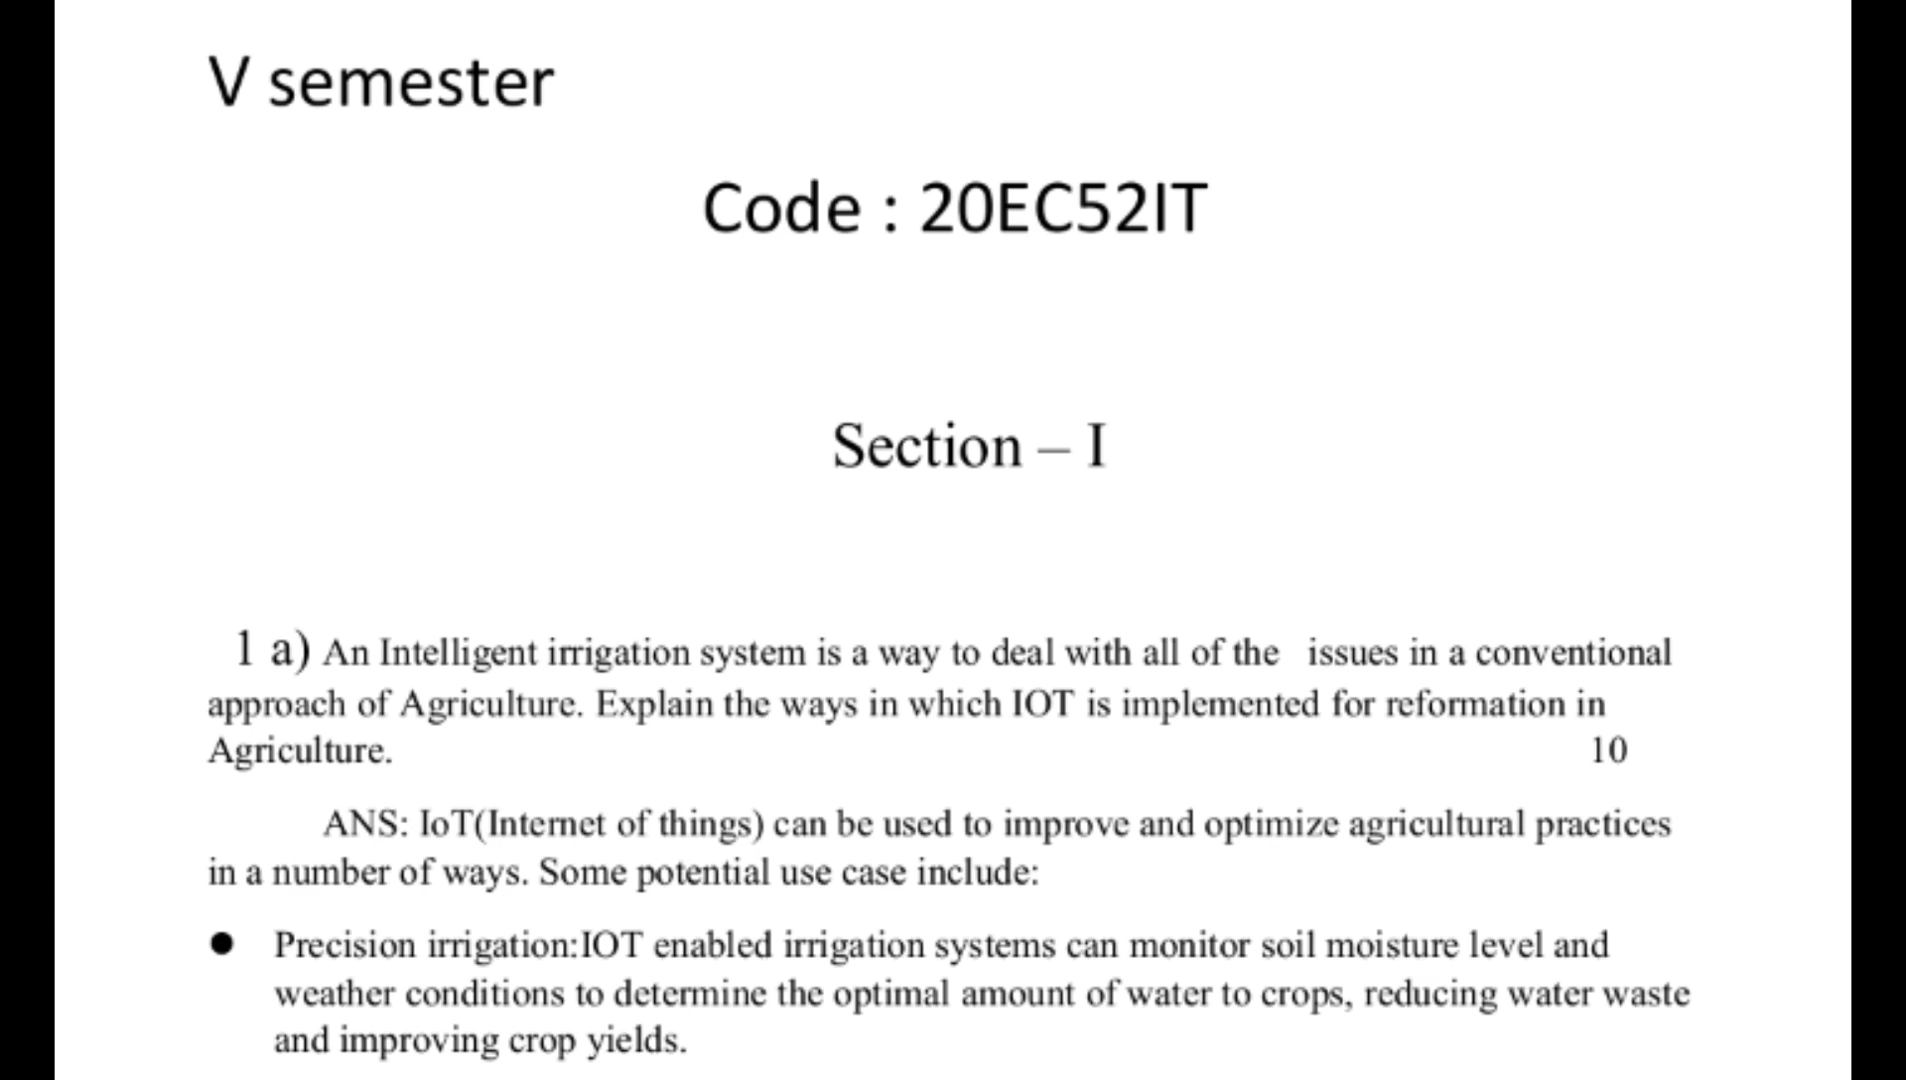 V semester
Code : 20EC52IT
Section – I
1 a) An Intelligent irrigation system is a way to deal with all of the issues in a conventional
approach of Agriculture. Explain the ways in which IOT is implemented for reformation in
Agriculture. 10
ANS: IoT(Internet of things) can be used to improve and optimize agricultural practices
in a number of ways. Some potential use case include:
● Precision irrigation:IOT enabled irrigation systems can monitor soil moisture level and
weather conditions to determine the optimal amount of water to crops, reducing water waste
and improving crop yields.